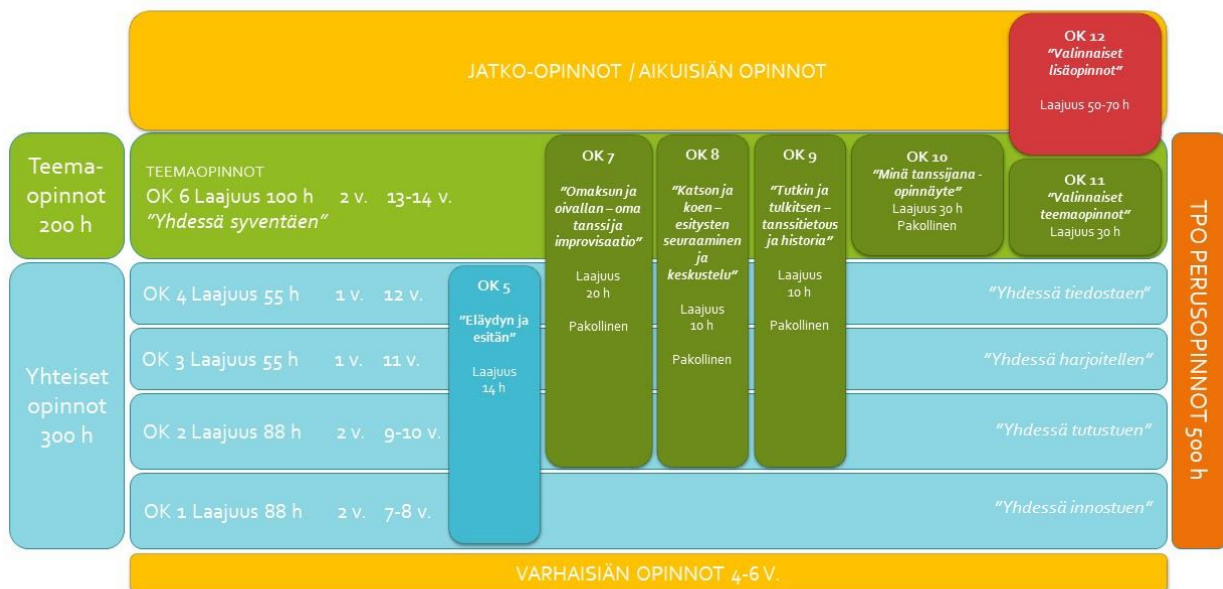 JATKO-OPINNOT / AIKUISIÄN OPINNOT
OK 12
"Valinnaiset
lisäopinnot"
Laajuus 50-70 h
Teema-
opinnot
200 h
TEEMAOPINNOT
OK 6 Laajuus 100 h 2 v. 13-14 v.
"Yhdessä syventäen"
OK 7
"Omaksun ja
oivallan – oma
tanssi ja
improvisaatio"
Laajuus
20 h
Pakollinen
OK 8
"Katson ja
koen –
esitysten
seuraaminen
ja
keskustelu"
Laajuus
10 h
Pakollinen
OK 9
"Tutkin ja
tulkitsen –
tanssitietous
ja historia"
Laajuus
10 h
Pakollinen
OK 10
"Minä tanssijana -
opinnäyte"
Laajuus 30 h
Pakollinen
OK 11
"Valinnaiset
teemaopinnot"
Laajuus 30 h
TPO PERUSOPINNOT 500 h
Yhteiset
opinnot
300 h
OK 4 Laajuus 55 h 1 v. 12 v.
"Yhdessä tiedostaen"
OK 5
"Eläydyn ja
esitän"
Laajuus
14 h
OK 3 Laajuus 55 h 1 v. 11 v.
"Yhdessä harjoitellen"
OK 2 Laajuus 88 h 2 v. 9-10 v.
"Yhdessä tutustuen"
OK 1 Laajuus 88 h 2 v. 7-8 v.
"Yhdessä innostuen"
VARHAISIÄN OPINNOT 4-6 V.